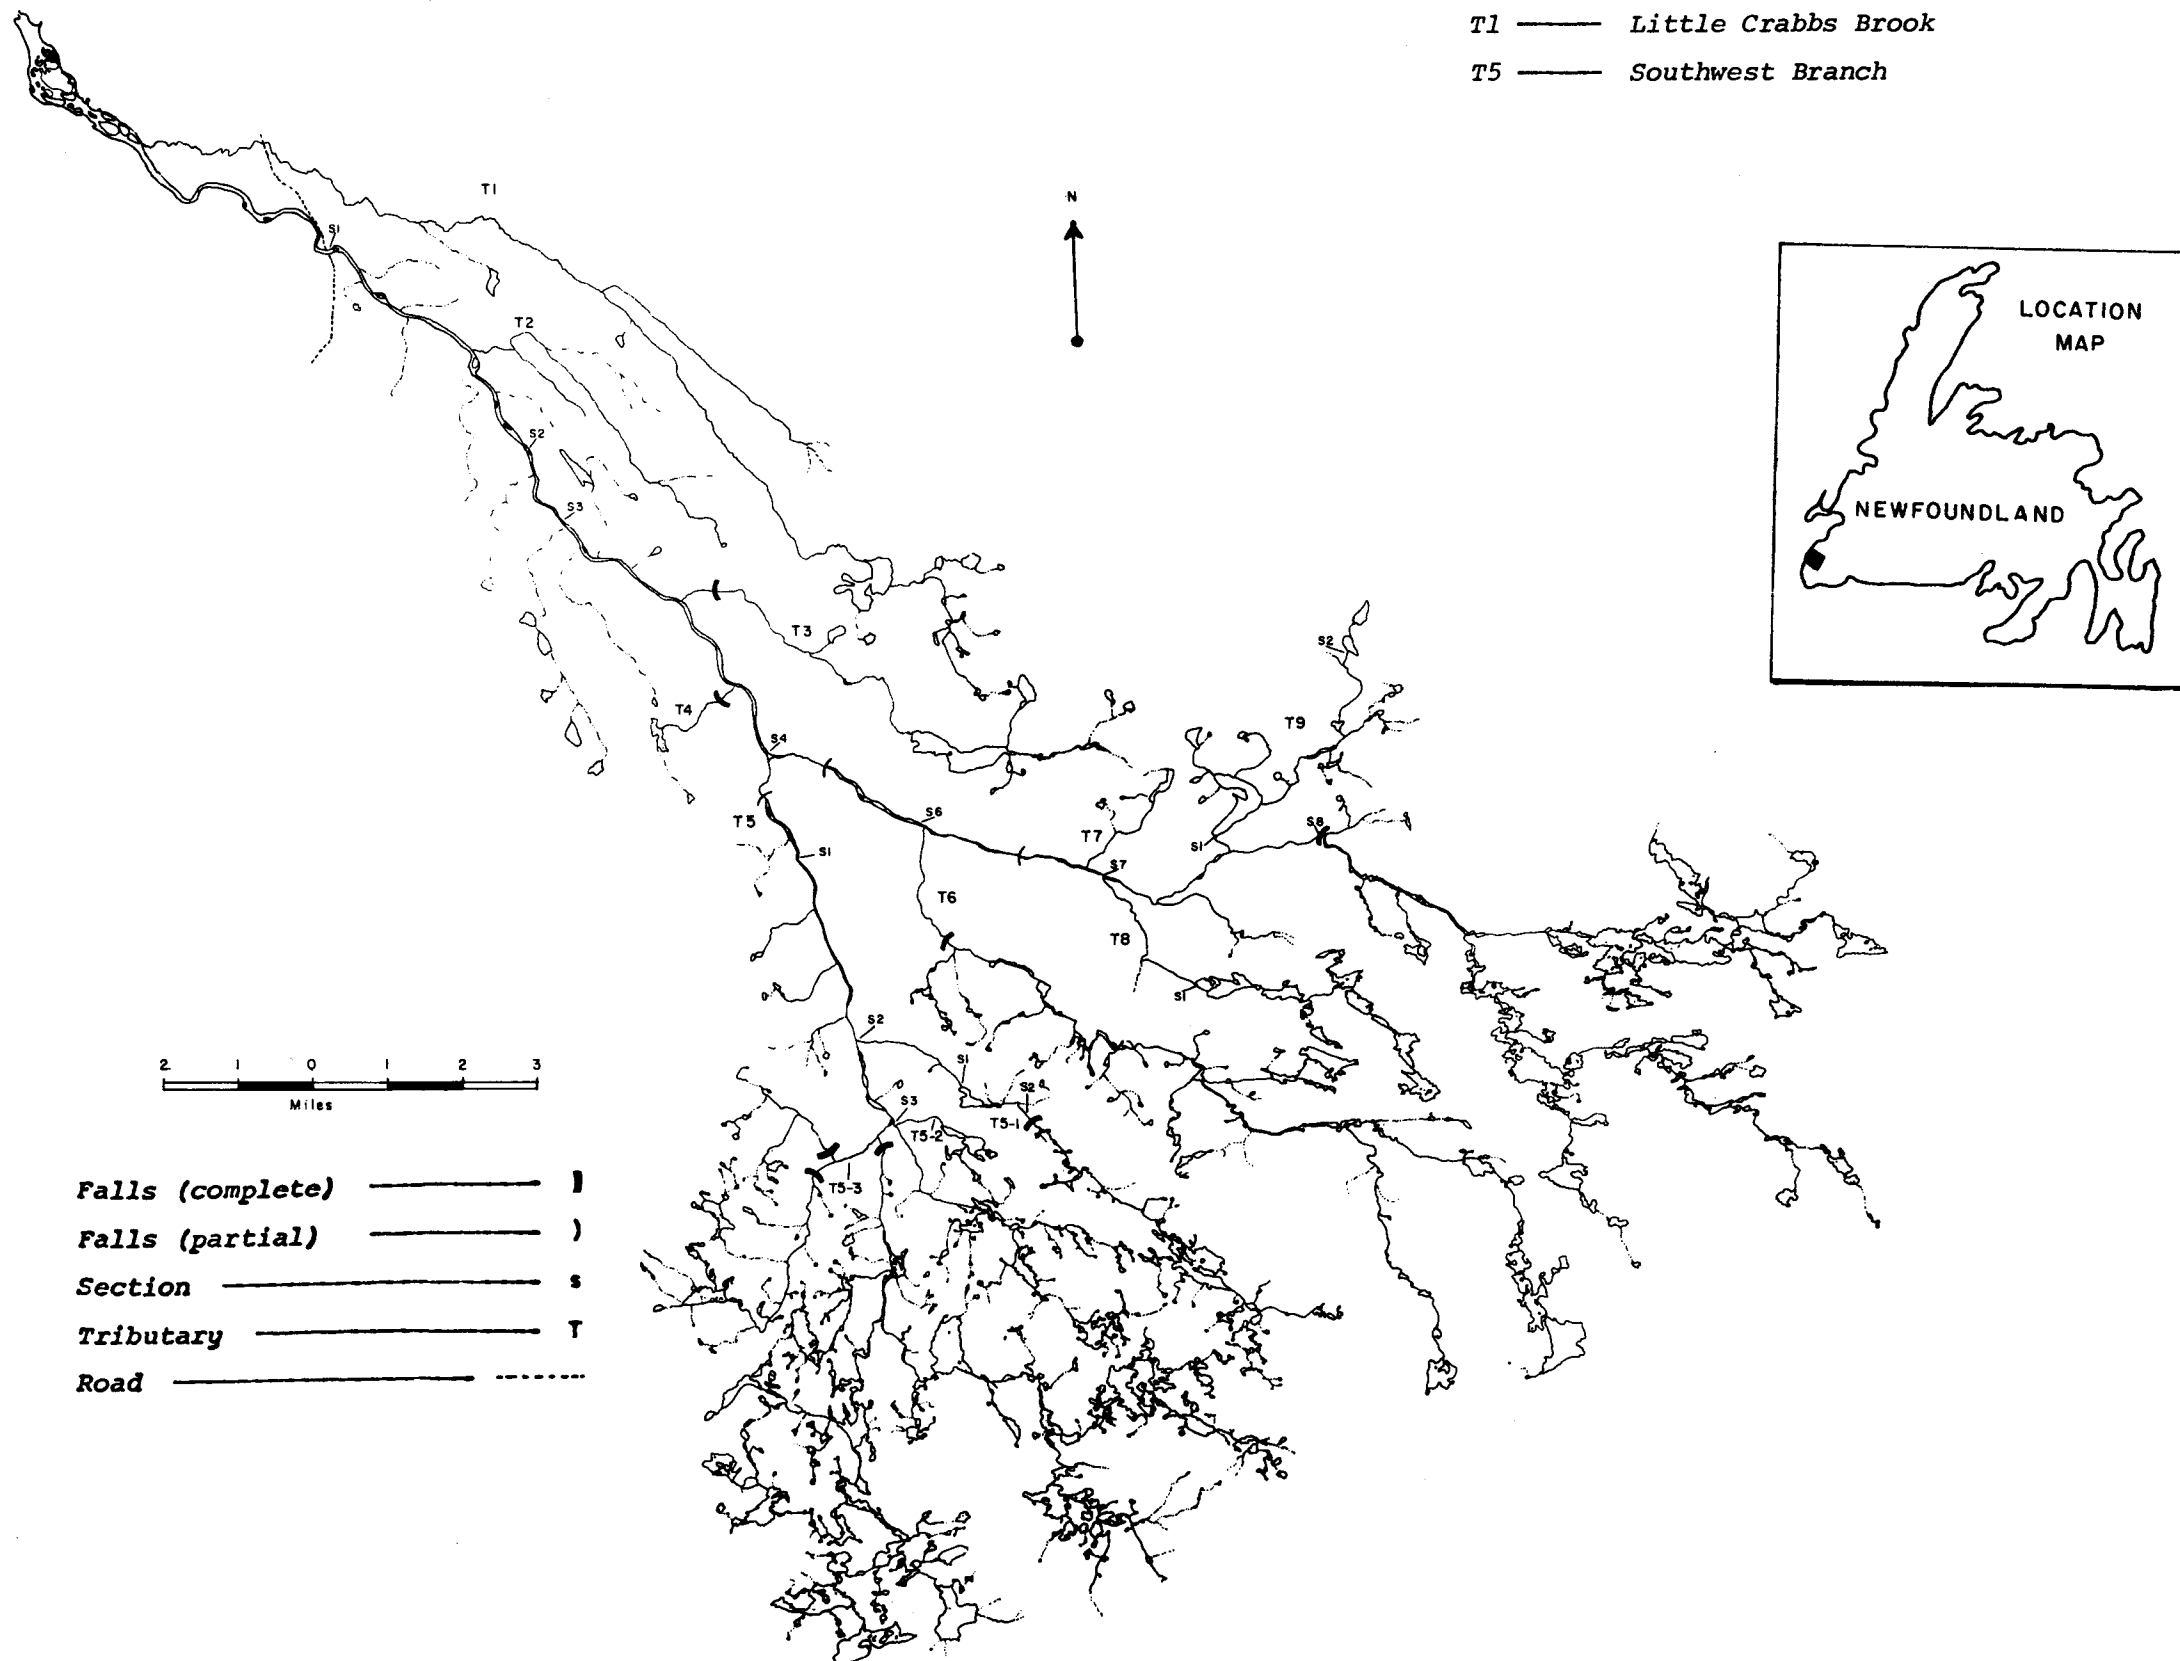 T1 Little Crabbs Brook
T5 Southwest Branch
T1
N
S1
LOCATION
MAP
T2
S2
S3
NEWFOUNDLAND
T3
S2
T4
T9
S4
S6
T5
S8
T7
S1
S1
S7
T6
T8
S1
S2
S1
2 1 0 1 2 3
Miles
S2
S3
T5-1
T5-2
T5-3
Falls (complete)
Falls (partial) )
Section s
Tributary T
Road